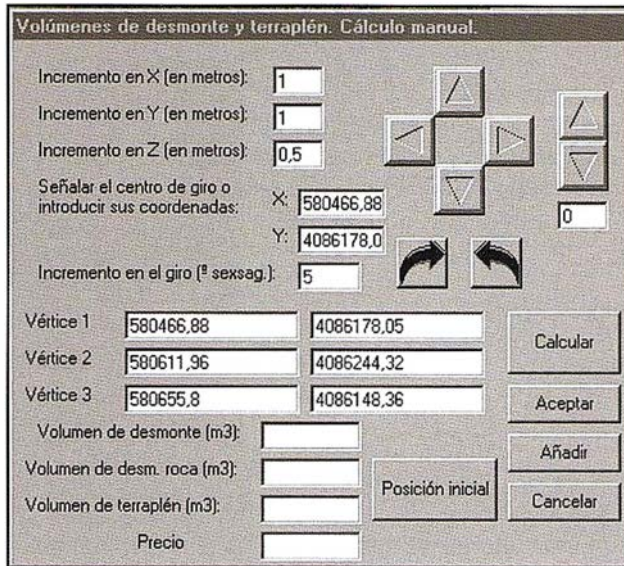 Volúmenes de desmonte y terraplén. Cálculo manual.
Incremento en X (en metros): 1
Incremento en Y (en metros): 1
Incremento en Z (en metros): 0,5
Señalar el centro de giro o
introducir sus coordenadas:
X: 580466,88
Y: 4086178,0
0
Incremento en el giro (º sexsag.): 5
Vértice 1 580466,88 4086178,05
Vértice 2 580611,96 4086244,32
Vértice 3 580655,8 4086148,36
Calcular
Aceptar
Añadir
Cancelar
Volumen de desmonte (m3):
Volumen de desm. roca (m3):
Volumen de terraplén (m3):
Precio
Posición inicial